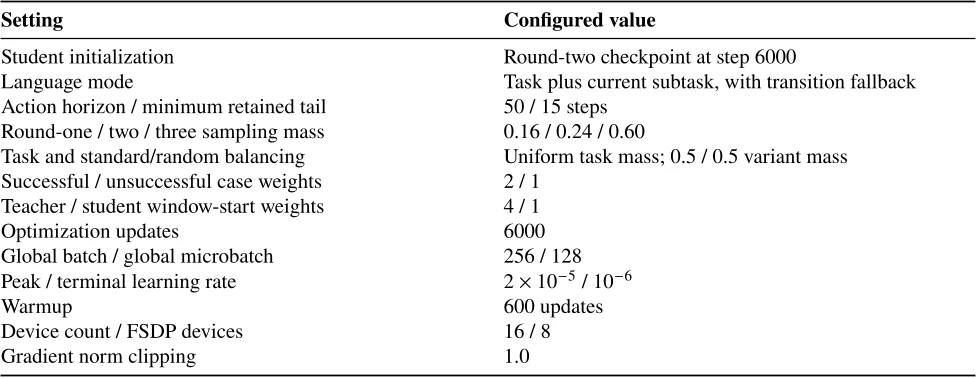 Setting Configured value
Student initialization Round-two checkpoint at step 6000
Language mode Task plus current subtask, with transition fallback
Action horizon / minimum retained tail 50 / 15 steps
Round-one / two / three sampling mass 0.16 / 0.24 / 0.60
Task and standard/random balancing Uniform task mass; 0.5 / 0.5 variant mass
Successful / unsuccessful case weights 2 / 1
Teacher / student window-start weights 4 / 1
Optimization updates 6000
Global batch / global microbatch 256 / 128
Peak / terminal learning rate 2 × 10⁻⁵ / 10⁻⁶
Warmup 600 updates
Device count / FSDP devices 16 / 8
Gradient norm clipping 1.0